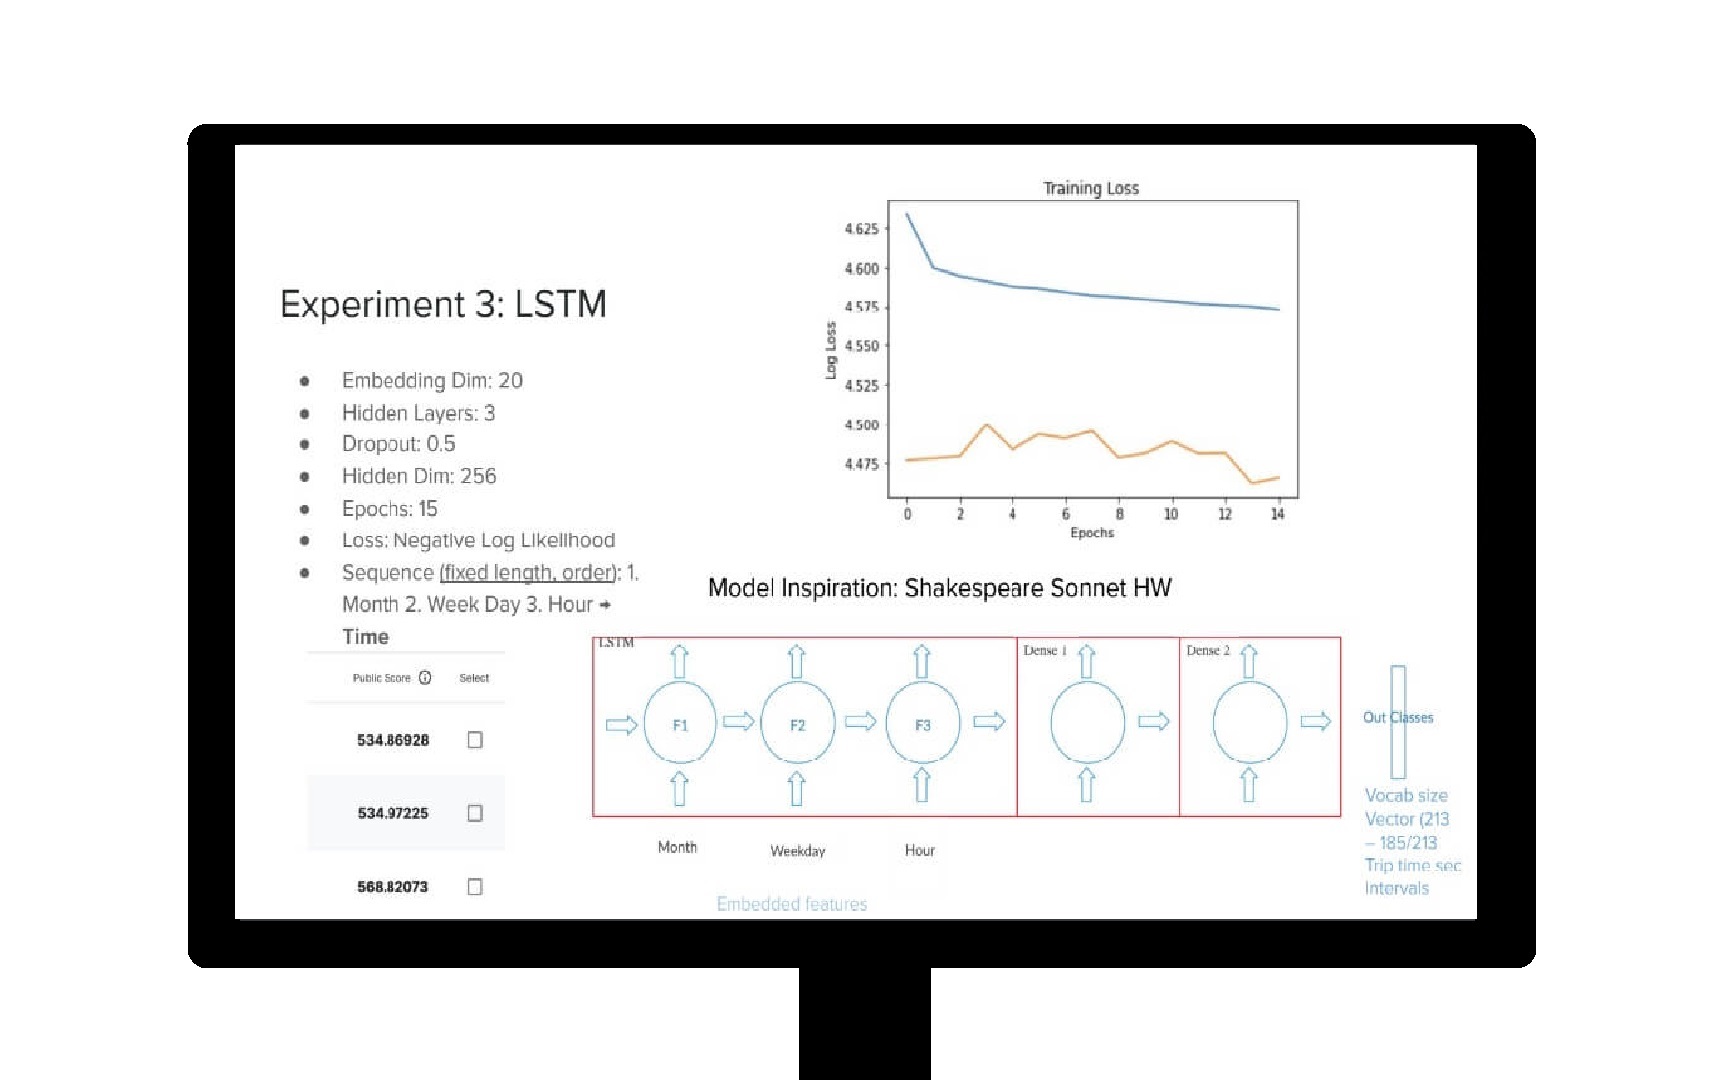 Training Loss
4.625
4.600
4.575
4.550
4.525
4.500
4.475
Log Loss
0 2 4 6 8 10 12 14
Epochs
Experiment 3: LSTM
● Embedding Dim: 20
● Hidden Layers: 3
● Dropout: 0.5
● Hidden Dim: 256
● Epochs: 15
● Loss: Negative Log Likelihood
● Sequence (fixed length, order): 1.
Month 2. Week Day 3. Hour →
Time
Public Score Select
534.86928
534.97225
568.82073
Model Inspiration: Shakespeare Sonnet HW
LSTM
Dense 1
Dense 2
F1
F2
F3
Out Classes
Month
Weekday
Hour
Embedded features
Vocab size
Vector (213
– 185/213
Trip time sec
Intervals